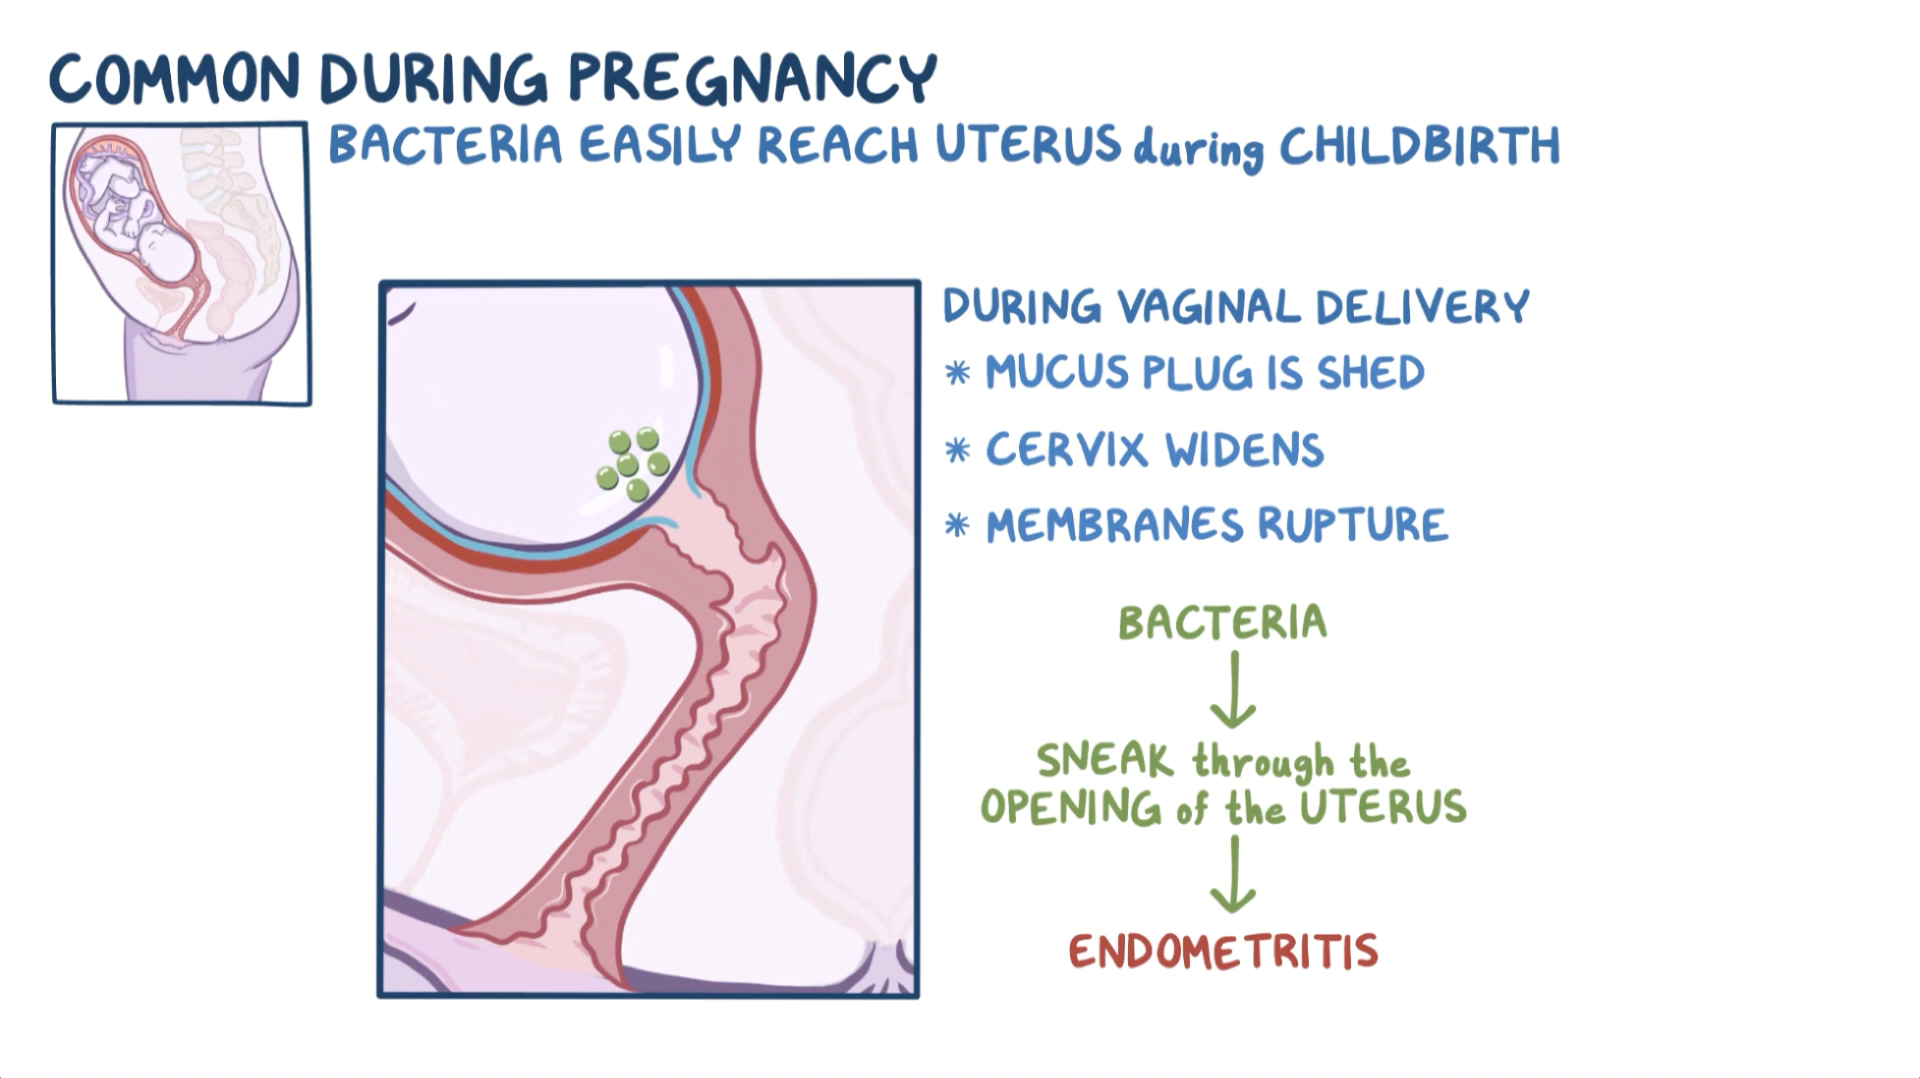 COMMON DURING PREGNANCY
BACTERIA EASILY REACH UTERUS during CHILDBIRTH
DURING VAGINAL DELIVERY
* MUCUS PLUG IS SHED
* CERVIX WIDENS
* MEMBRANES RUPTURE
BACTERIA
SNEAK through the
OPENING of the UTERUS
ENDOMETRITIS